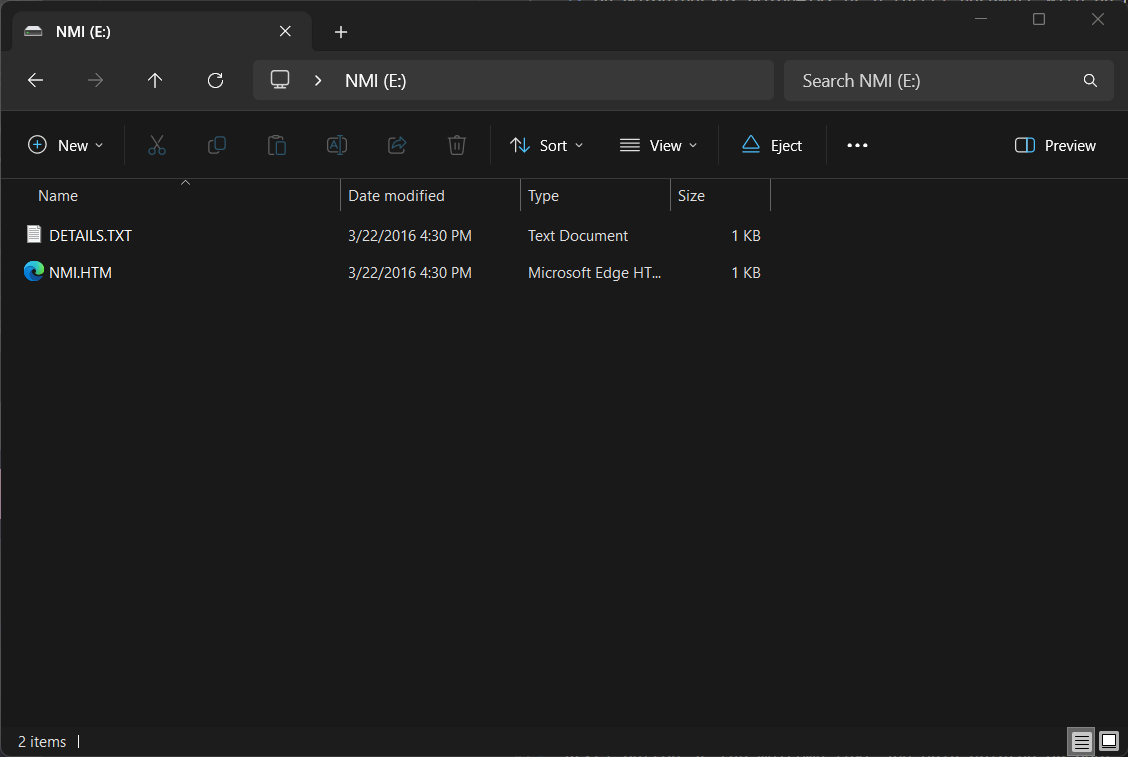 NMI (E:)
NMI (E:)
Search NMI (E:)
New
Sort
View
Eject
Preview
Name
Date modified
Type
Size
DETAILS.TXT 3/22/2016 4:30 PM Text Document 1 KB
NMI.HTM 3/22/2016 4:30 PM Microsoft Edge HT... 1 KB
2 items